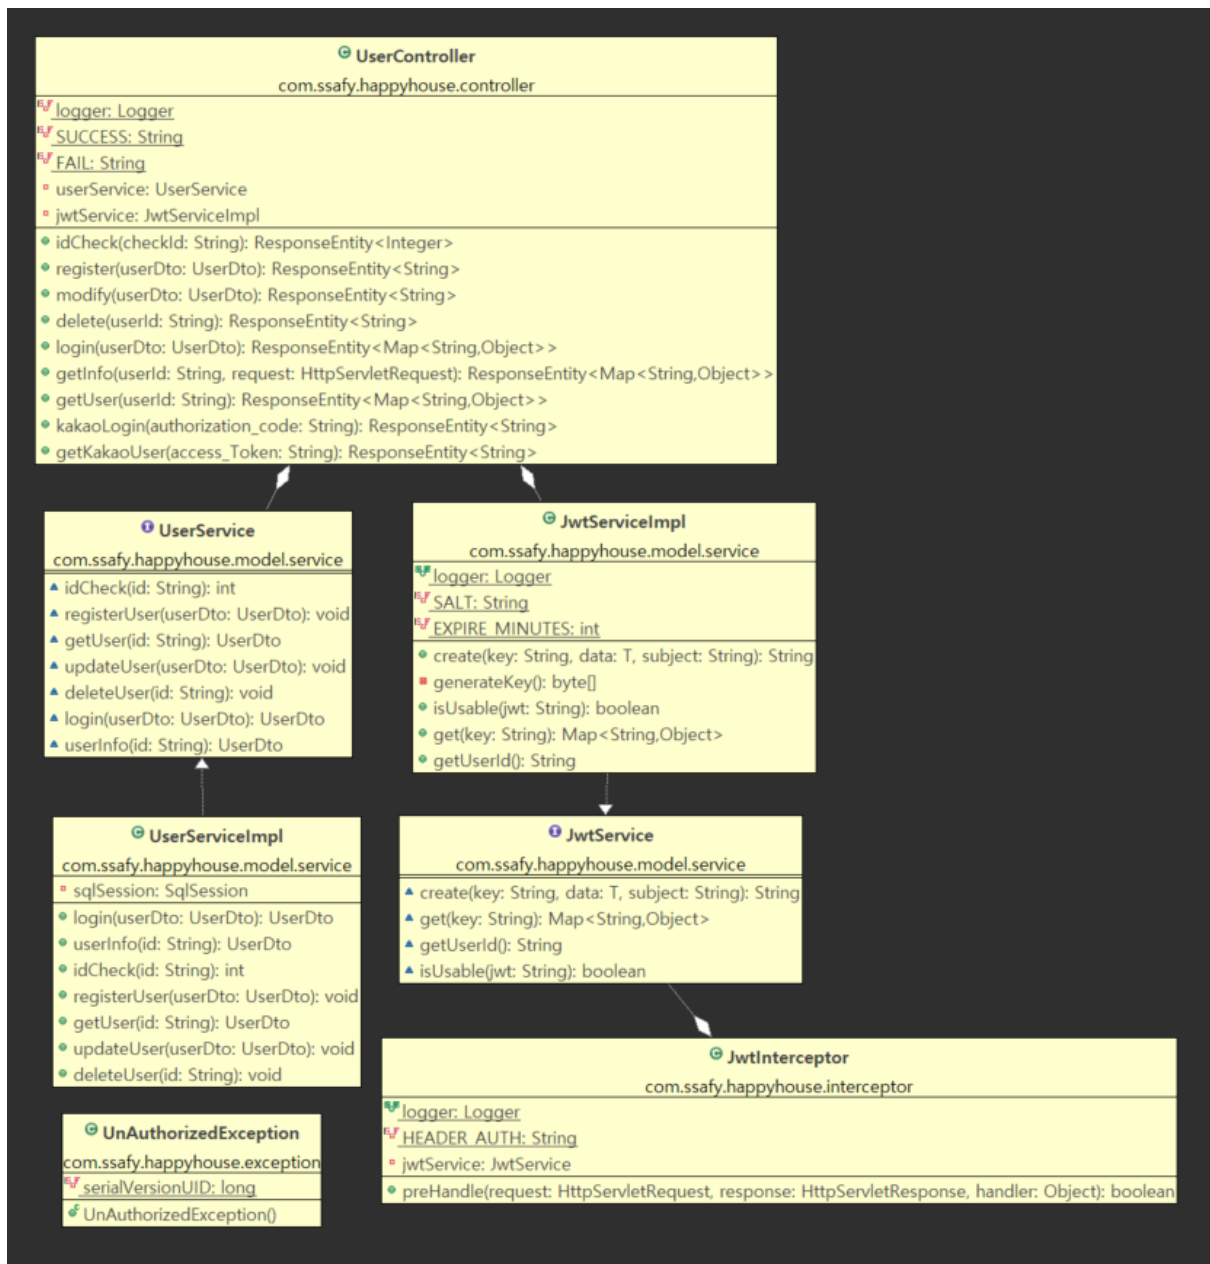 UserController
com.ssafy.happyhouse.controller
logger: Logger
SUCCESS: String
FAIL: String
userService: UserService
jwtService: JwtServiceImpl
idCheck(checkId: String): ResponseEntity<Integer>
register(userDto: UserDto): ResponseEntity<String>
modify(userDto: UserDto): ResponseEntity<String>
delete(userId: String): ResponseEntity<String>
login(userDto: UserDto): ResponseEntity<Map<String,Object>>
getInfo(userId: String, request: HttpServletRequest): ResponseEntity<Map<String,Object>>
getUser(userId: String): ResponseEntity<Map<String,Object>>
kakaoLogin(authorization_code: String): ResponseEntity<String>
getKakaoUser(access_Token: String): ResponseEntity<String>
UserService
com.ssafy.happyhouse.model.service
idCheck(id: String): int
registerUser(userDto: UserDto): void
getUser(id: String): UserDto
updateUser(userDto: UserDto): void
deleteUser(id: String): void
login(userDto: UserDto): UserDto
userInfo(id: String): UserDto
JwtServiceImpl
com.ssafy.happyhouse.model.service
logger: Logger
SALT: String
EXPIRE_MINUTES: int
create(key: String, data: T, subject: String): String
generateKey(): byte[]
isUsable(jwt: String): boolean
get(key: String): Map<String,Object>
getUserId(): String
UserServiceImpl
com.ssafy.happyhouse.model.service
sqlSession: SqlSession
login(userDto: UserDto): UserDto
userInfo(id: String): UserDto
idCheck(id: String): int
registerUser(userDto: UserDto): void
getUser(id: String): UserDto
updateUser(userDto: UserDto): void
deleteUser(id: String): void
JwtService
com.ssafy.happyhouse.model.service
create(key: String, data: T, subject: String): String
get(key: String): Map<String,Object>
getUserId(): String
isUsable(jwt: String): boolean
UnAuthorizedException
com.ssafy.happyhouse.exception
serialVersionUID: long
UnAuthorizedException()
JwtInterceptor
com.ssafy.happyhouse.interceptor
logger: Logger
HEADER_AUTH: String
jwtService: JwtService
preHandle(request: HttpServletRequest, response: HttpServletResponse, handler: Object): boolean